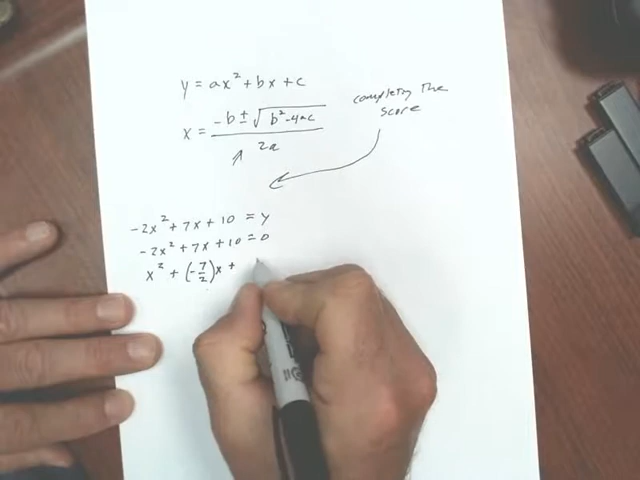 y = ax² + bx + c
x = -b ± √b² - 4ac / 2a
completing the
score
-2x² + 7x + 10 = y
-2x² + 7x + 10 = 0
x² + (-7/2)x +